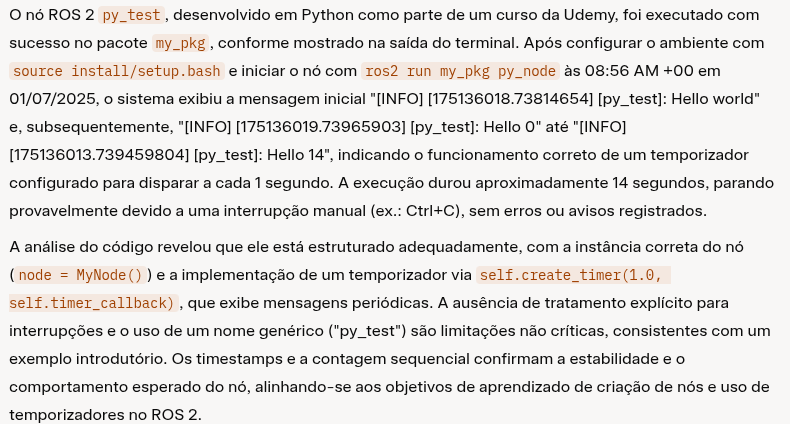 O nó ROS 2 py_test, desenvolvido em Python como parte de um curso da Udemy, foi executado com
sucesso no pacote my_pkg, conforme mostrado na saída do terminal. Após configurar o ambiente com
source install/setup.bash e iniciar o nó com ros2 run my_pkg py_node às 08:56 AM +00 em
01/07/2025, o sistema exibiu a mensagem inicial "[INFO] [175136018.73814654] [py_test]: Hello world"
e, subsequentemente, "[INFO] [175136019.73965903] [py_test]: Hello 0" até "[INFO]
[175136013.739459804] [py_test]: Hello 14", indicando o funcionamento correto de um temporizador
configurado para disparar a cada 1 segundo. A execução durou aproximadamente 14 segundos, parando
provavelmente devido a uma interrupção manual (ex.: Ctrl+C), sem erros ou avisos registrados.
A análise do código revelou que ele está estruturado adequadamente, com a instância correta do nó
(node = MyNode()) e a implementação de um temporizador via self.create_timer(1.0,
self.timer_callback), que exibe mensagens periódicas. A ausência de tratamento explícito para
interrupções e o uso de um nome genérico ("py_test") são limitações não críticas, consistentes com um
exemplo introdutório. Os timestamps e a contagem sequencial confirmam a estabilidade e o
comportamento esperado do nó, alinhando-se aos objetivos de aprendizado de criação de nós e uso de
temporizadores no ROS 2.